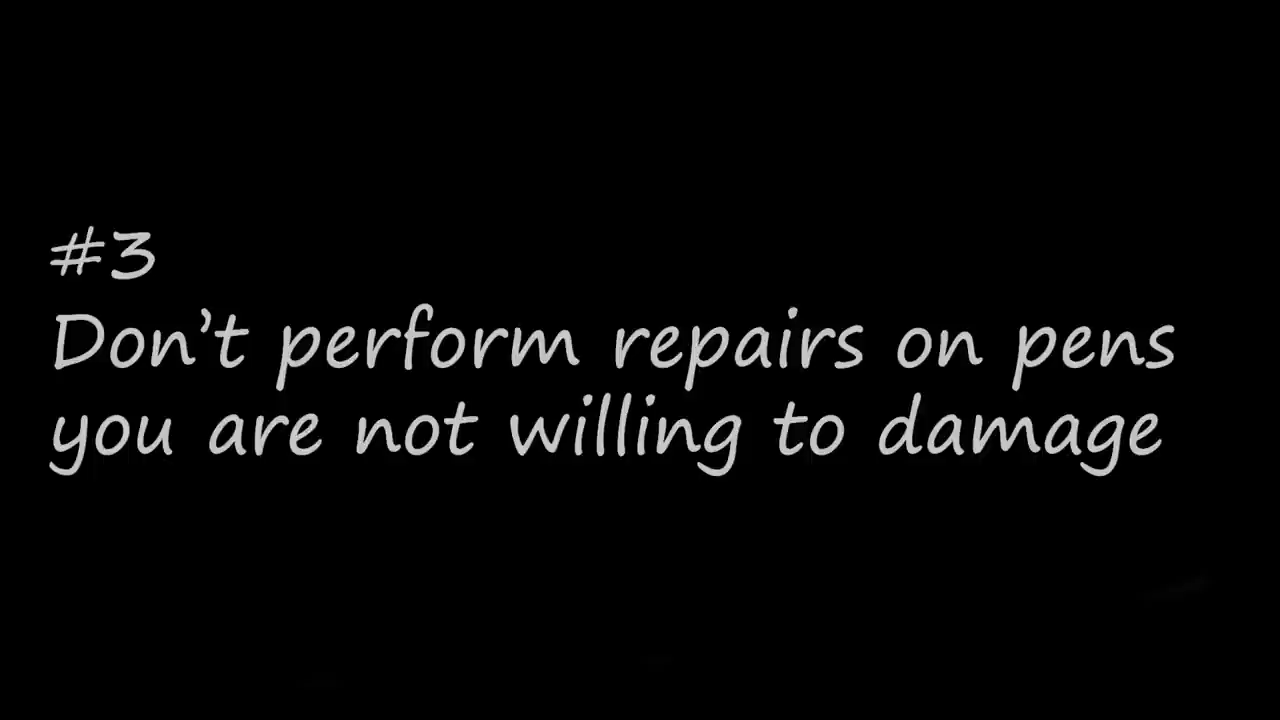 #3
Don’t perform repairs on pens
you are not willing to damage